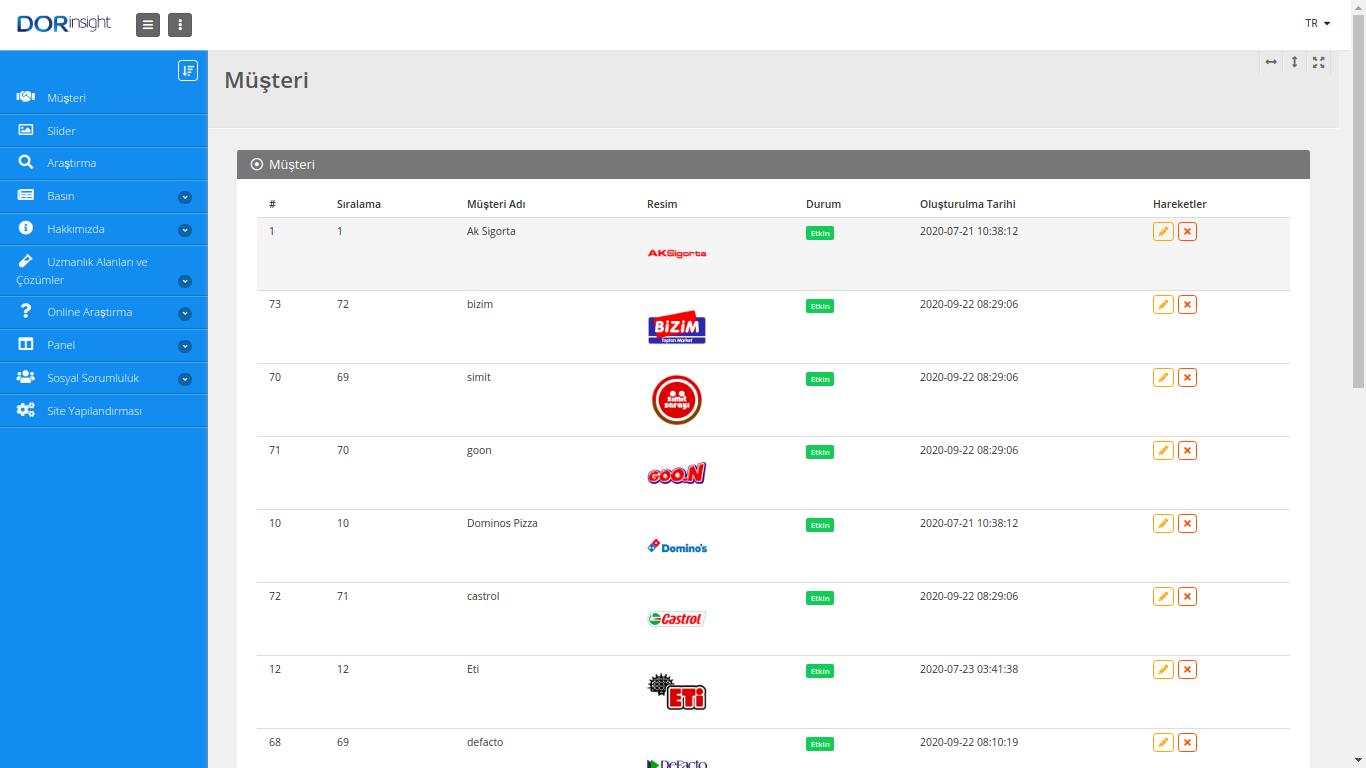 DORinsight
TR
Müşteri
Slider
Araştırma
Basın
Hakkımızda
Uzmanlık Alanları ve
Çözümler
Online Araştırma
Panel
Sosyal Sorumluluk
Site Yapılandırması
Müşteri
Müşteri
# Sıralama Müşteri Adı Resim Durum Oluşturulma Tarihi Hareketler
1 1 Ak Sigorta AKSigorta Etkin 2020-07-21 10:38:12
73 72 bizim Etkin 2020-09-22 08:29:06
BİZİM
Toptan Market
70 69 simit Etkin 2020-09-22 08:29:06
simit
sarayı
71 70 goon GOO.N Etkin 2020-09-22 08:29:06
10 10 Dominos Pizza Domino's Etkin 2020-07-21 10:38:12
72 71 castrol Castrol Etkin 2020-09-22 08:29:06
12 12 Eti ETİ Etkin 2020-07-23 03:41:38
68 69 defacto DeFacto Etkin 2020-09-22 08:10:19